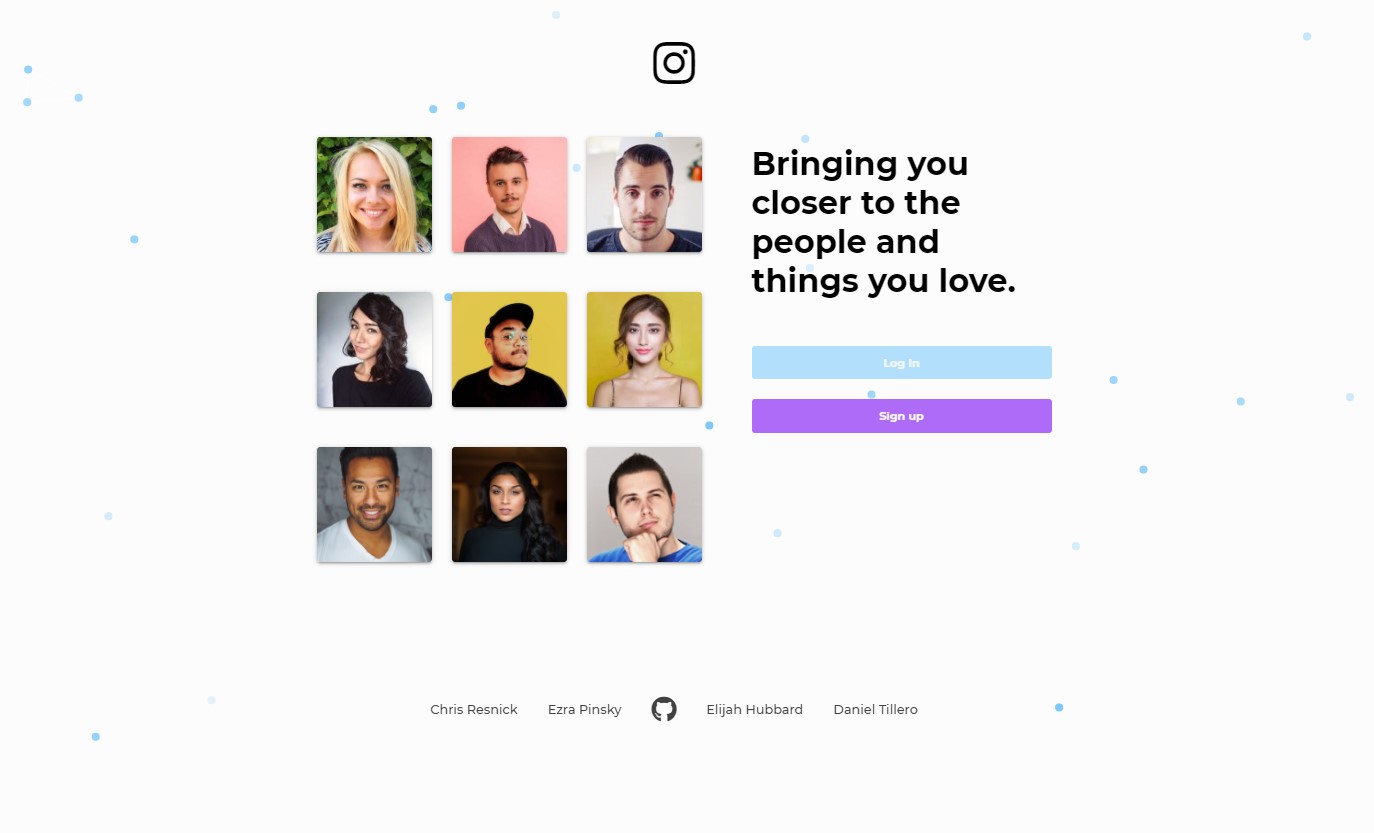 Bringing you
closer to the
people and
things you love.
Log In
Sign up
Chris Resnick
Ezra Pinsky
Elijah Hubbard
Daniel Tillero